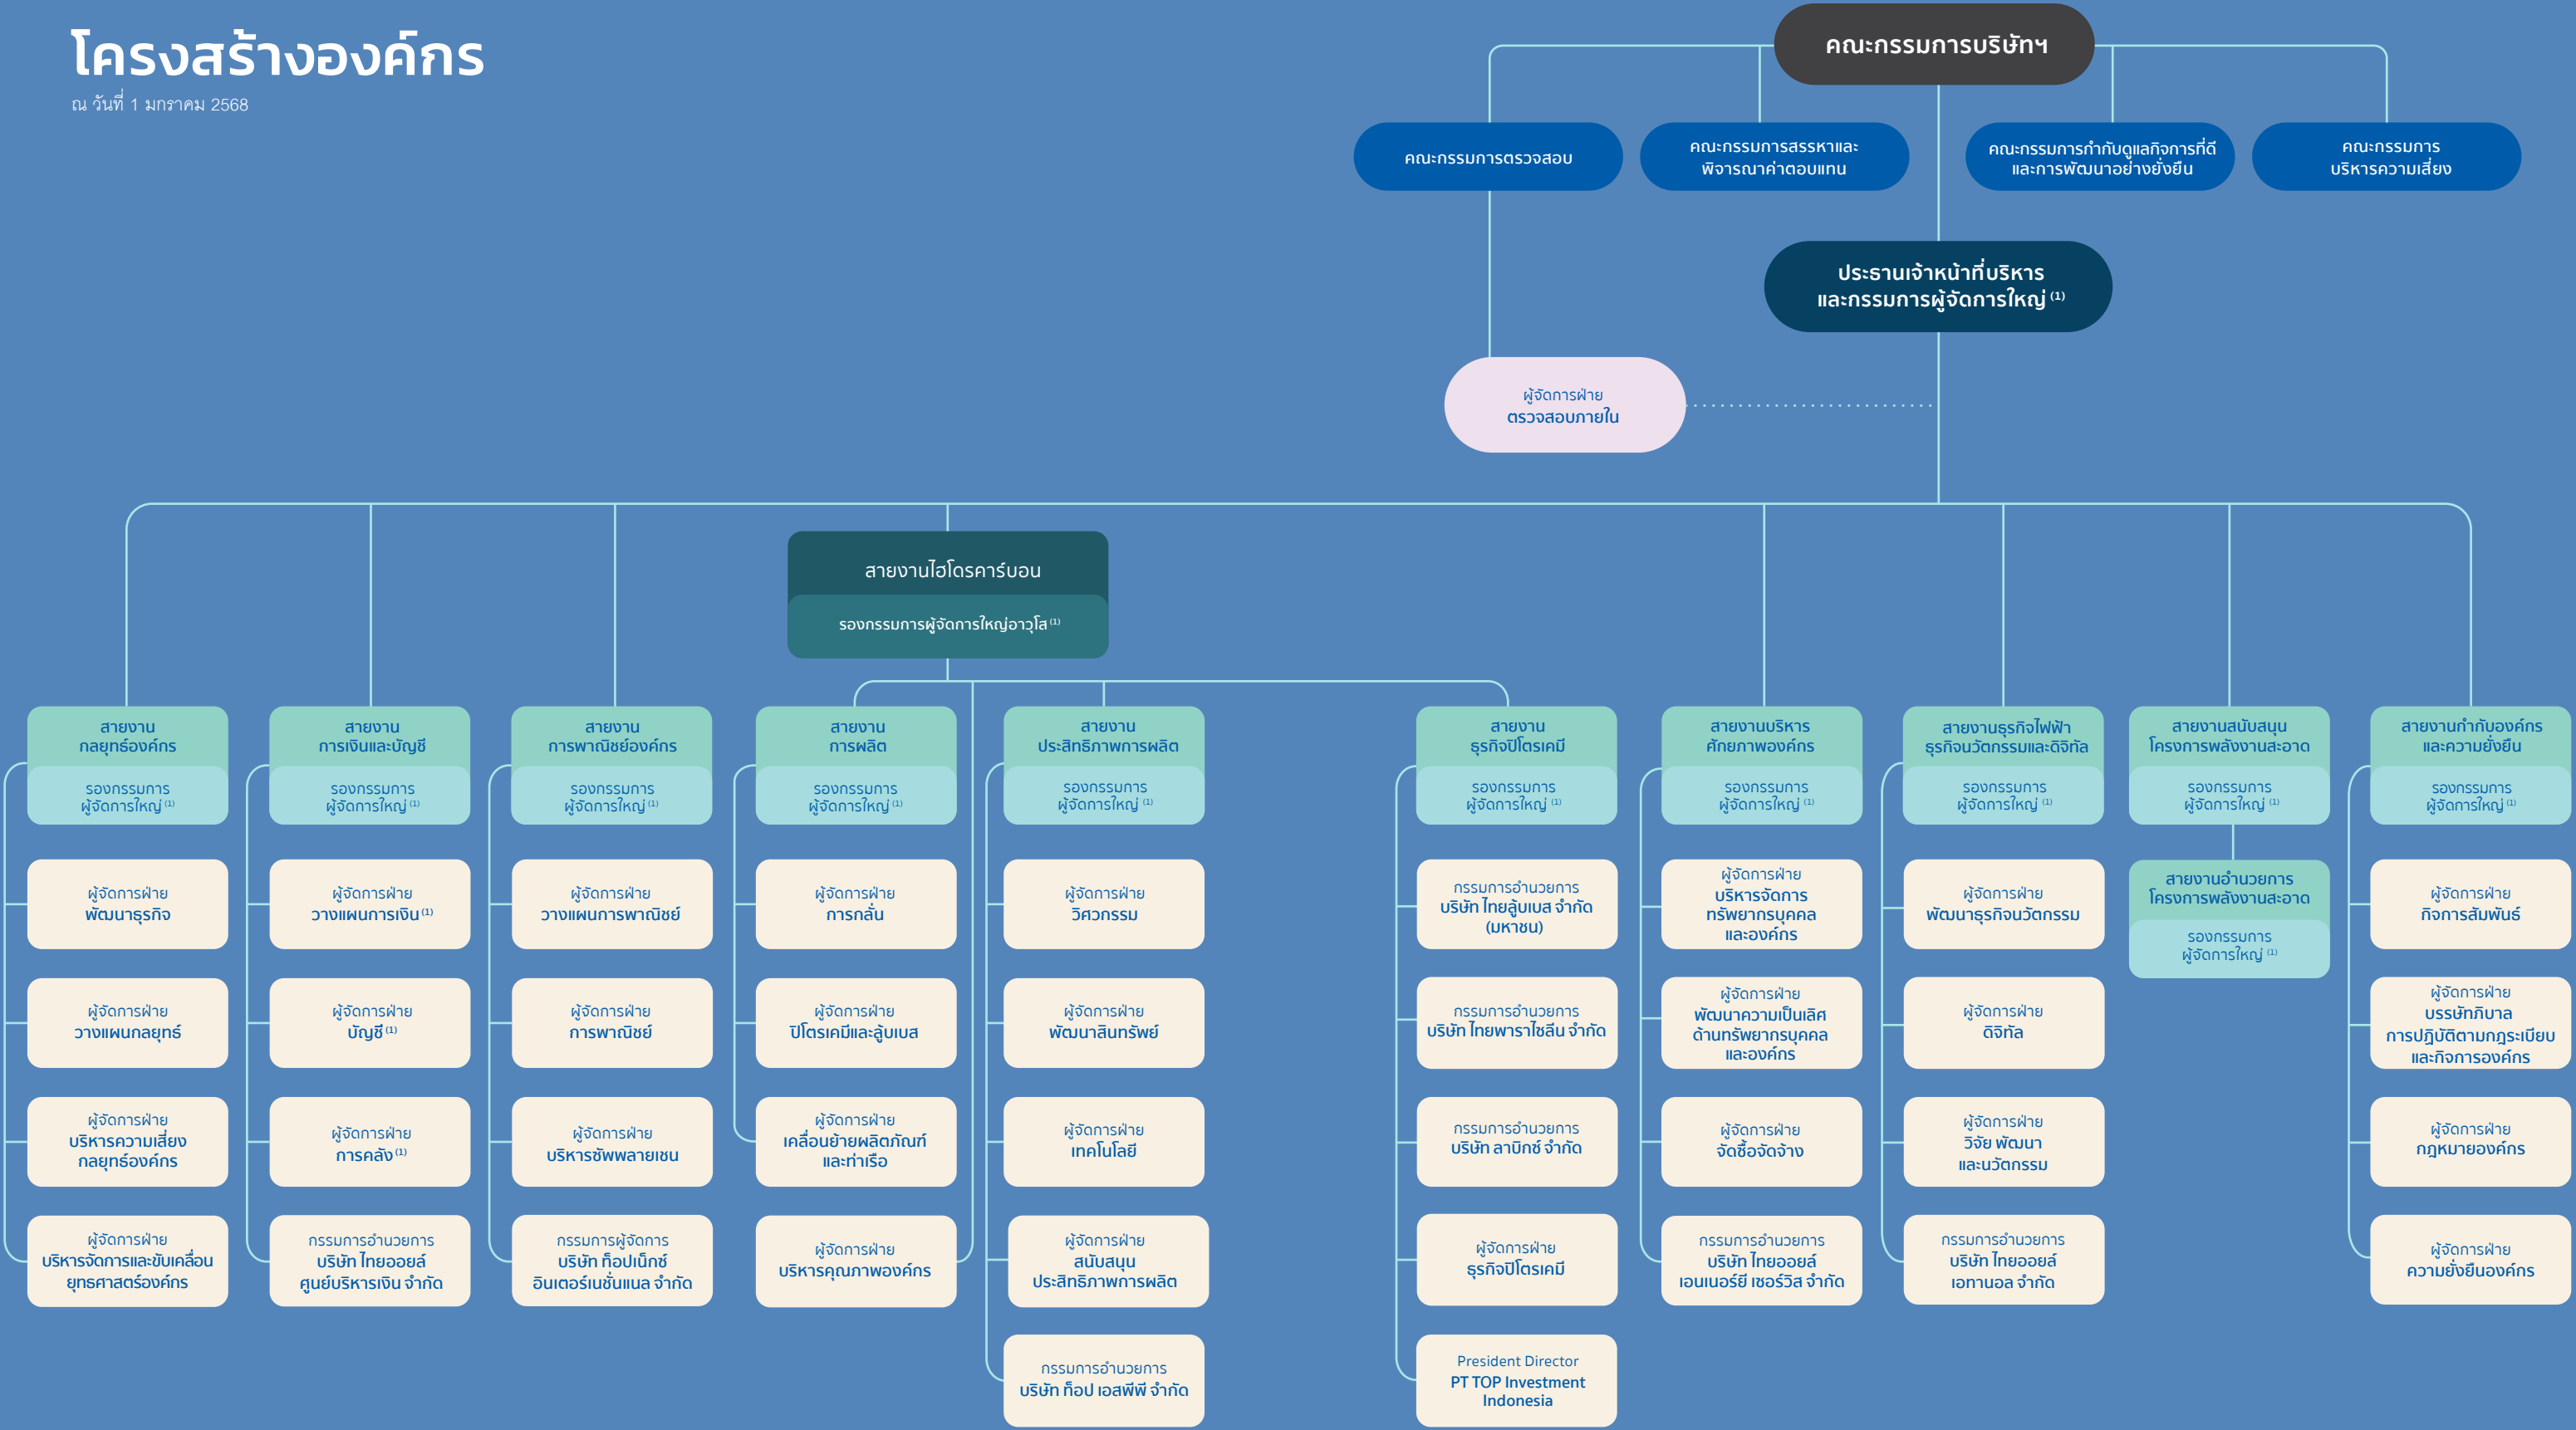 โครงสร้างองค์กร
ณ วันที่ 1 มกราคม 2568
คณะกรรมการบริษัทฯ
คณะกรรมการตรวจสอบ
คณะกรรมการสรรหาและ
พิจารณาค่าตอบแทน
คณะกรรมการกำกับดูแลกิจการที่ดี
และการพัฒนาอย่างยั่งยืน
คณะกรรมการ
บริหารความเสี่ยง
ประธานเจ้าหน้าที่บริหาร
และกรรมการผู้จัดการใหญ่ (1)
ผู้จัดการฝ่าย
ตรวจสอบภายใน
สายงานไฮโดรคาร์บอน
รองกรรมการผู้จัดการใหญ่อาวุโส (1)
สายงาน
กลยุทธ์องค์กร
รองกรรมการ
ผู้จัดการใหญ่ (1)
ผู้จัดการฝ่าย
พัฒนาธุรกิจ
ผู้จัดการฝ่าย
วางแผนกลยุทธ์
ผู้จัดการฝ่าย
บริหารความเสี่ยง
กลยุทธ์องค์กร
ผู้จัดการฝ่าย
บริหารจัดการและขับเคลื่อน
ยุทธศาสตร์องค์กร
สายงาน
การเงินและบัญชี
รองกรรมการ
ผู้จัดการใหญ่ (1)
ผู้จัดการฝ่าย
วางแผนการเงิน (1)
ผู้จัดการฝ่าย
บัญชี (1)
ผู้จัดการฝ่าย
การคลัง (1)
กรรมการอำนวยการ
บริษัท ไทยออยล์
ศูนย์บริหารเงิน จำกัด
สายงาน
การพาณิชย์องค์กร
รองกรรมการ
ผู้จัดการใหญ่ (1)
ผู้จัดการฝ่าย
วางแผนการพาณิชย์
ผู้จัดการฝ่าย
การพาณิชย์
ผู้จัดการฝ่าย
บริหารซัพพลายเชน
กรรมการผู้จัดการ
บริษัท ท็อปเน็กซ์
อินเตอร์เนชั่นแนล จำกัด
สายงาน
การผลิต
รองกรรมการ
ผู้จัดการใหญ่ (1)
ผู้จัดการฝ่าย
การกลั่น
ผู้จัดการฝ่าย
ปิโตรเคมีและลู้บเบส
ผู้จัดการฝ่าย
เคลื่อนย้ายผลิตภัณฑ์
และท่าเรือ
ผู้จัดการฝ่าย
บริหารคุณภาพองค์กร
สายงาน
ประสิทธิภาพการผลิต
รองกรรมการ
ผู้จัดการใหญ่ (1)
ผู้จัดการฝ่าย
วิศวกรรม
ผู้จัดการฝ่าย
พัฒนาสินทรัพย์
ผู้จัดการฝ่าย
เทคโนโลยี
ผู้จัดการฝ่าย
สนับสนุน
ประสิทธิภาพการผลิต
กรรมการอำนวยการ
บริษัท ท็อป เอสพีพี จำกัด
สายงาน
ธุรกิจปิโตรเคมี
รองกรรมการ
ผู้จัดการใหญ่ (1)
กรรมการอำนวยการ
บริษัท ไทยลู้บเบส จำกัด
(มหาชน)
กรรมการอำนวยการ
บริษัท ไทยพาราไซลีน จำกัด
กรรมการอำนวยการ
บริษัท ลาบิกซ์ จำกัด
ผู้จัดการฝ่าย
ธุรกิจปิโตรเคมี
President Director
PT TOP Investment
Indonesia
สายงานบริหาร
ศักยภาพองค์กร
รองกรรมการ
ผู้จัดการใหญ่ (1)
ผู้จัดการฝ่าย
บริหารจัดการ
ทรัพยากรบุคคล
และองค์กร
ผู้จัดการฝ่าย
พัฒนาความเป็นเลิศ
ด้านทรัพยากรบุคคล
และองค์กร
ผู้จัดการฝ่าย
จัดซื้อจัดจ้าง
กรรมการอำนวยการ
บริษัท ไทยออยล์
เอนเนอร์ยี เซอร์วิส จำกัด
สายงานธุรกิจไฟฟ้า
ธุรกิจนวัตกรรมและดิจิทัล
รองกรรมการ
ผู้จัดการใหญ่ (1)
ผู้จัดการฝ่าย
พัฒนาธุรกิจนวัตกรรม
ผู้จัดการฝ่าย
ดิจิทัล
ผู้จัดการฝ่าย
วิจัย พัฒนา
และนวัตกรรม
กรรมการอำนวยการ
บริษัท ไทยออยล์
เอทานอล จำกัด
สายงานสนับสนุน
โครงการพลังงานสะอาด
รองกรรมการ
ผู้จัดการใหญ่ (1)
สายงานอำนวยการ
โครงการพลังงานสะอาด
รองกรรมการ
ผู้จัดการใหญ่ (1)
สายงานกำกับองค์กร
และความยั่งยืน
รองกรรมการ
ผู้จัดการใหญ่ (1)
ผู้จัดการฝ่าย
กิจการสัมพันธ์
ผู้จัดการฝ่าย
บรรษัทภิบาล
การปฏิบัติตามกฎระเบียบ
และกิจการองค์กร
ผู้จัดการฝ่าย
กฎหมายองค์กร
ผู้จัดการฝ่าย
ความยั่งยืนองค์กร